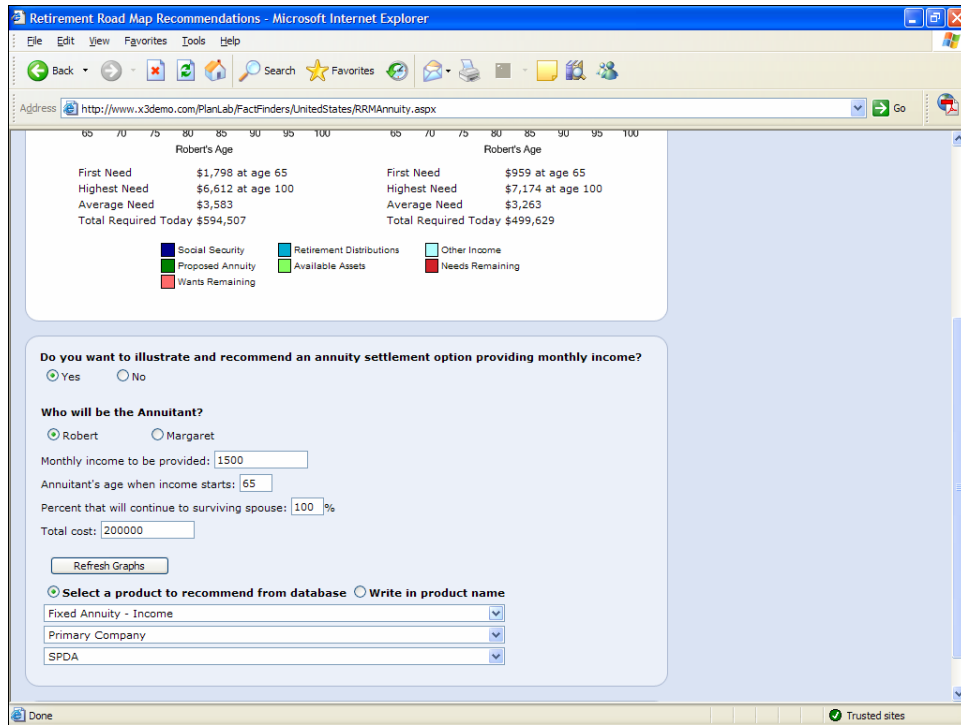 Retirement Road Map Recommendations - Microsoft Internet Explorer
File Edit View Favorites Tools Help
Back Search Favorites
Address http://www.x3demo.com/PlanLab/FactFinders/UnitedStates/RRMAnnuity.aspx Go
65 70 75 80 85 90 95 100 65 70 75 80 85 90 95 100
Robert's Age Robert's Age
First Need $1,798 at age 65 First Need $959 at age 65
Highest Need $6,612 at age 100 Highest Need $7,174 at age 100
Average Need $3,583 Average Need $3,263
Total Required Today $594,507 Total Required Today $499,629
Social Security Retirement Distributions Other Income
Proposed Annuity Available Assets Needs Remaining
Wants Remaining
Do you want to illustrate and recommend an annuity settlement option providing monthly income?
Yes No
Who will be the Annuitant?
Robert Margaret
Monthly income to be provided: 1500
Annuitant's age when income starts: 65
Percent that will continue to surviving spouse: 100 %
Total cost: 200000
Refresh Graphs
Select a product to recommend from database Write in product name
Fixed Annuity - Income
Primary Company
SPDA
Done Trusted sites